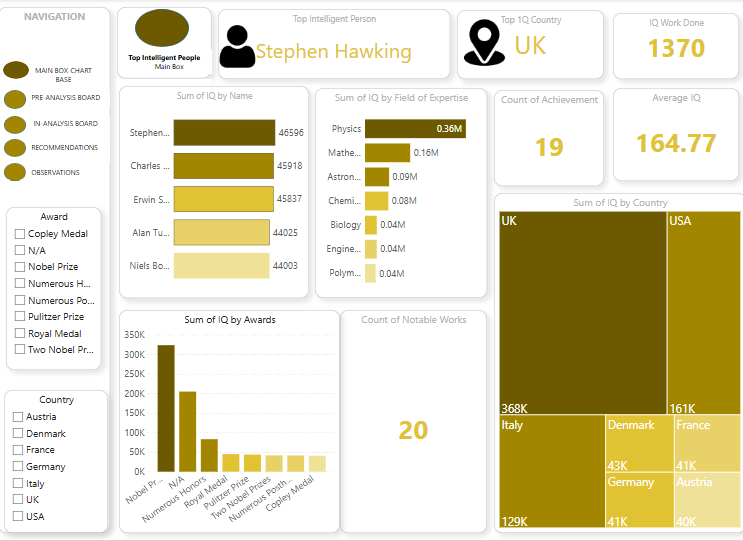 NAVIGATION
MAIN BOX-CHART
BASE
PRE-ANALYSIS BOARD
IN-ANALYSIS BOARD
RECOMMENDATIONS
OBSERVATIONS
Award
Copley Medal
N/A
Nobel Prize
Numerous H...
Numerous Po...
Pulitzer Prize
Royal Medal
Two Nobel Pr...
Country
Austria
Denmark
France
Germany
Italy
UK
USA
Top Intelligent People
Main Box
Top Intelligent Person
Stephen Hawking
Top 1Q Country
UK
IQ Work Done
1370
Sum of IQ by Name
Stephen... 46596
Charles ... 45918
Erwin S... 45837
Alan Tu... 44025
Niels Bo... 44003
Sum of IQ by Field of Expertise
Physics 0.36M
Mathe... 0.16M
Astron... 0.09M
Chemi... 0.08M
Biology 0.04M
Engine... 0.04M
Polym... 0.04M
Count of Achievement
19
Average IQ
164.77
Sum of IQ by Awards
350K
300K
250K
200K
150K
100K
50K
0K
Nobel Pr...
N/A
Numerous Honors
Royal Medal
Pulitzer Prize
Two Nobel Prizes
Numerous Posth...
Copley Medal
Count of Notable Works
20
Sum of IQ by Country
UK
368K
USA
161K
Italy
129K
Denmark
43K
France
41K
Germany
41K
Austria
40K